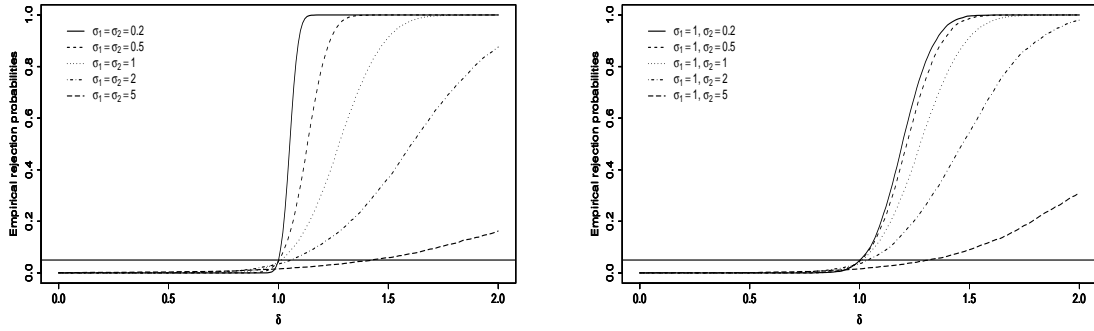 Empirical rejection probabilities
1.0
0.8
0.6
0.4
0.2
0.0
σ₁ = σ₂ = 0.2
σ₁ = σ₂ = 0.5
σ₁ = σ₂ = 1
σ₁ = σ₂ = 2
σ₁ = σ₂ = 5
0.0 0.5 1.0 1.5 2.0
δ
Empirical rejection probabilities
1.0
0.8
0.6
0.4
0.2
0.0
σ₁ = 1, σ₂ = 0.2
σ₁ = 1, σ₂ = 0.5
σ₁ = 1, σ₂ = 1
σ₁ = 1, σ₂ = 2
σ₁ = 1, σ₂ = 5
0.0 0.5 1.0 1.5 2.0
δ